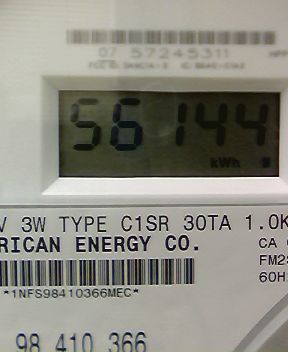 07 57245311
56144
kWh
V 3W TYPE C1SR 30TA 1.0K
RICAN ENERGY CO.
CA
FM2S
60H
*1NFS98410366MEC*
98 410 366